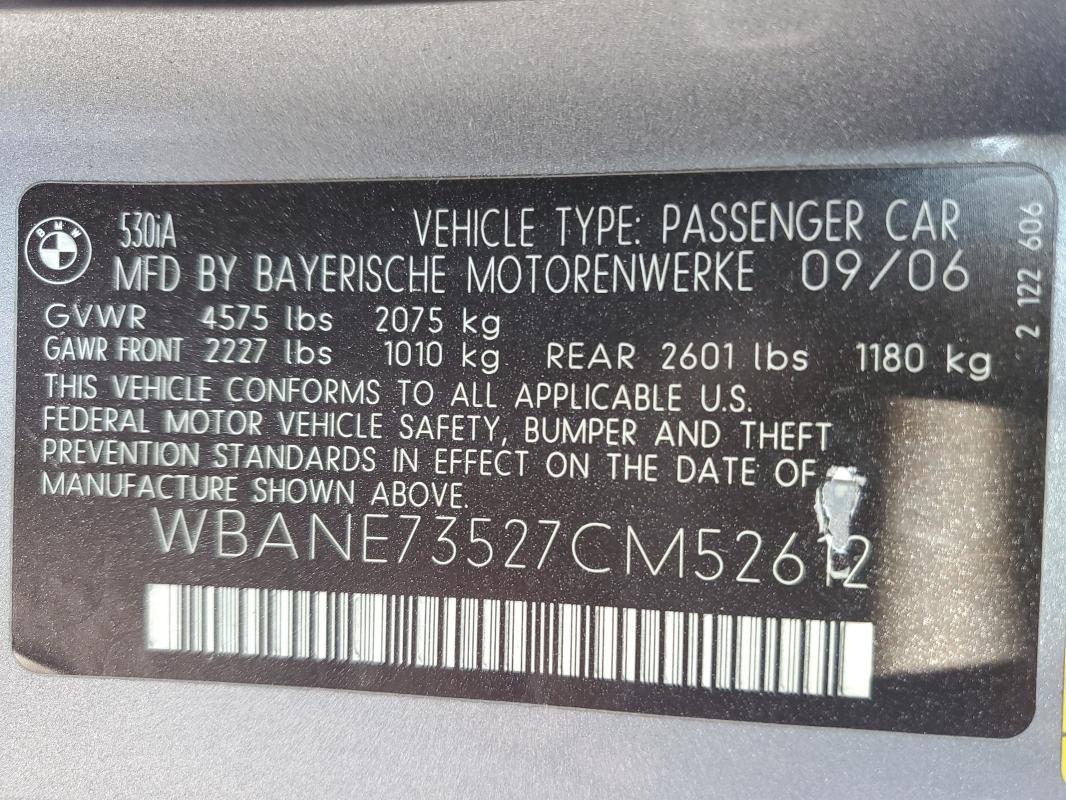 BMW
530iA
VEHICLE TYPE: PASSENGER CAR
MFD BY BAYERISCHE MOTORENWERKE 09/06
GVWR 4575 lbs 2075 kg
GAWR FRONT 2227 lbs 1010 kg REAR 2601 lbs 1180 kg
THIS VEHICLE CONFORMS TO ALL APPLICABLE U.S.
FEDERAL MOTOR VEHICLE SAFETY, BUMPER AND THEFT
PREVENTION STANDARDS IN EFFECT ON THE DATE OF
MANUFACTURE SHOWN ABOVE.
WBANE73527CM52612
2 122 606